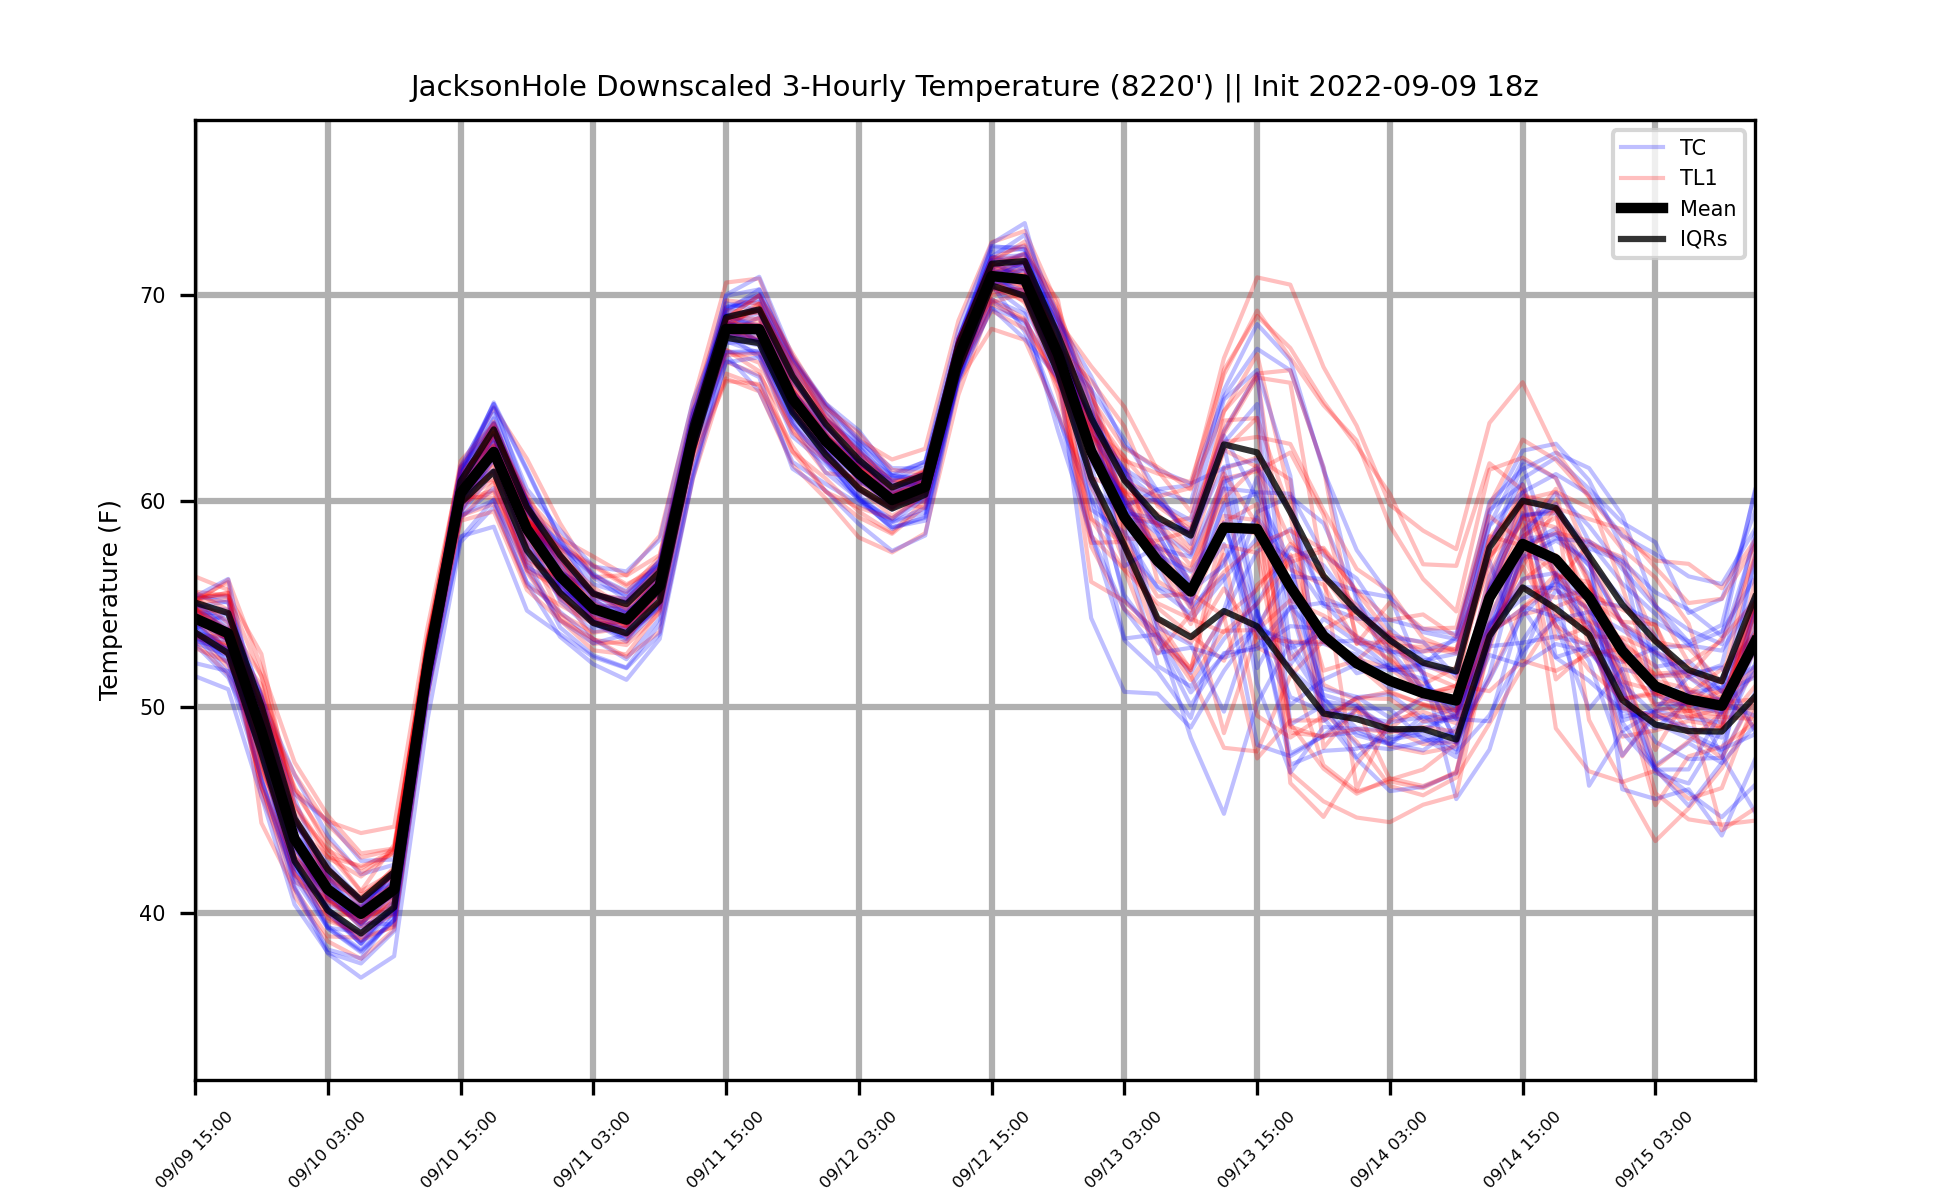 JacksonHole Downscaled 3-Hourly Temperature (8220') || Init 2022-09-09 18z
TC
TL1
Mean
IQRs
Temperature (F)
70
60
50
40
09/09 15:00
09/10 03:00
09/10 15:00
09/11 03:00
09/11 15:00
09/12 03:00
09/12 15:00
09/13 03:00
09/13 15:00
09/14 03:00
09/14 15:00
09/15 03:00